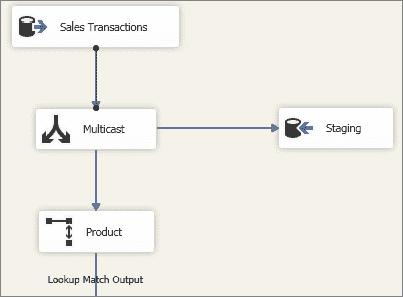 Sales Transactions
Multicast
Staging
Product
Lookup Match Output